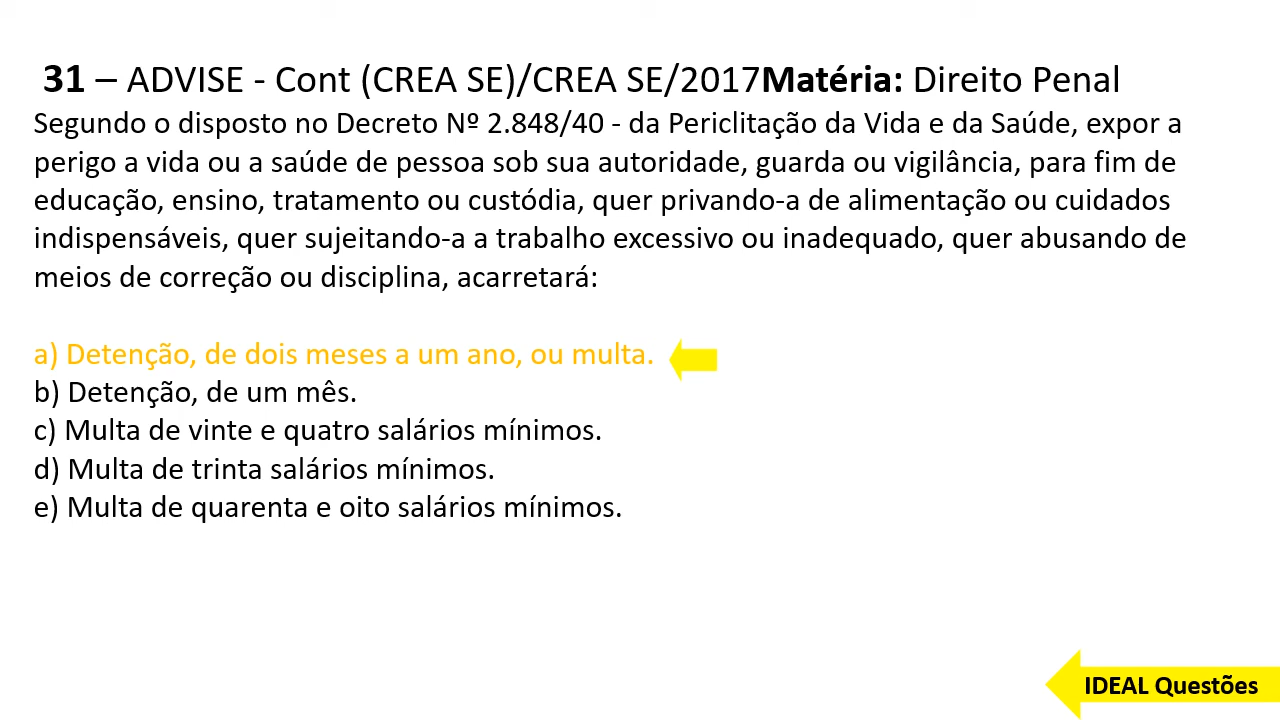 31 – ADVISE - Cont (CREA SE)/CREA SE/2017Matéria: Direito Penal
Segundo o disposto no Decreto Nº 2.848/40 - da Periclitação da Vida e da Saúde, expor a
perigo a vida ou a saúde de pessoa sob sua autoridade, guarda ou vigilância, para fim de
educação, ensino, tratamento ou custódia, quer privando-a de alimentação ou cuidados
indispensáveis, quer sujeitando-a a trabalho excessivo ou inadequado, quer abusando de
meios de correção ou disciplina, acarretará:
a) Detenção, de dois meses a um ano, ou multa.
b) Detenção, de um mês.
c) Multa de vinte e quatro salários mínimos.
d) Multa de trinta salários mínimos.
e) Multa de quarenta e oito salários mínimos.
IDEAL Questões